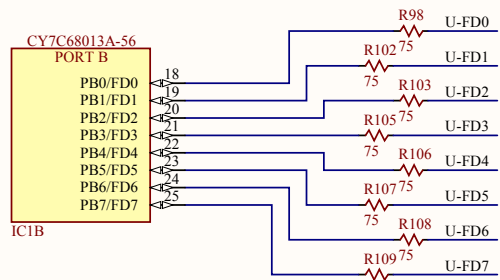 CY7C68013A-56
PORT B
PB0/FD0 18
PB1/FD1 19
PB2/FD2 20
PB3/FD3 21
PB4/FD4 22
PB5/FD5 23
PB6/FD6 24
PB7/FD7 25
IC1B
R98 U-FD0
75
R102 U-FD1
75
R103 U-FD2
75
R105 U-FD3
75
R106 U-FD4
75
R107 U-FD5
75
R108 U-FD6
75
R109 U-FD7